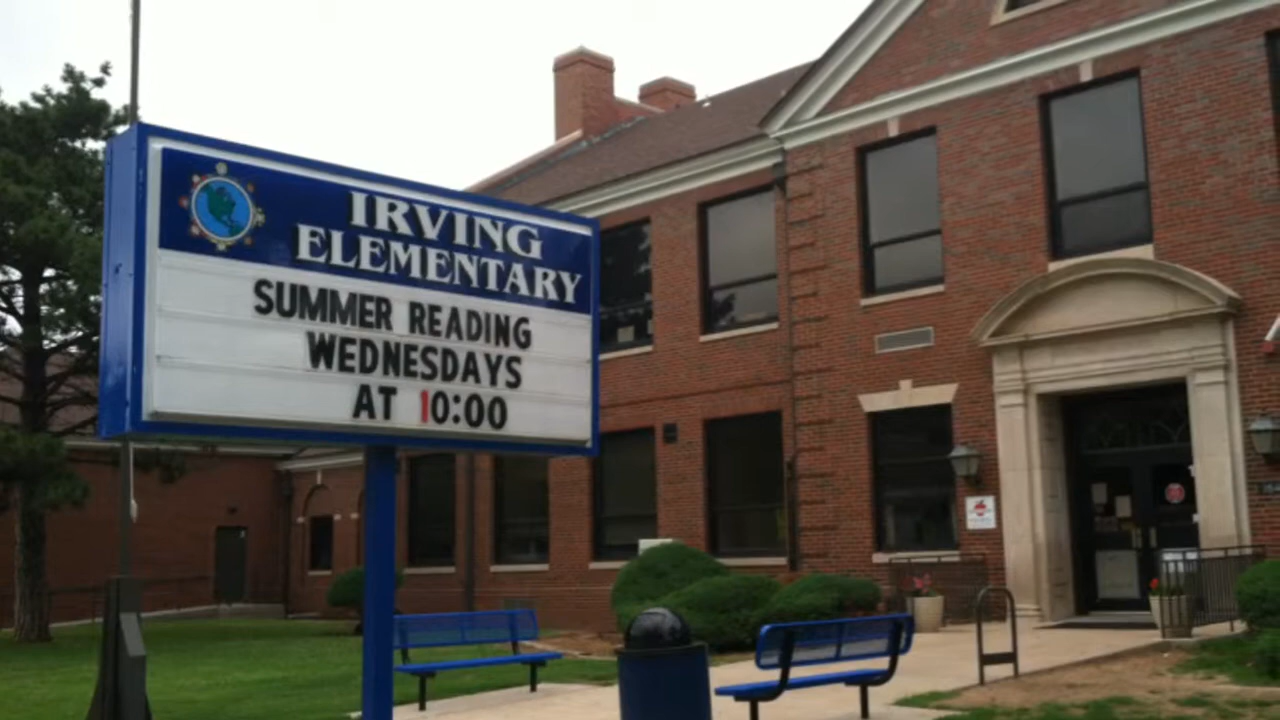 IRVING
ELEMENTARY
SUMMER READING
WEDNESDAYS
AT 10:00